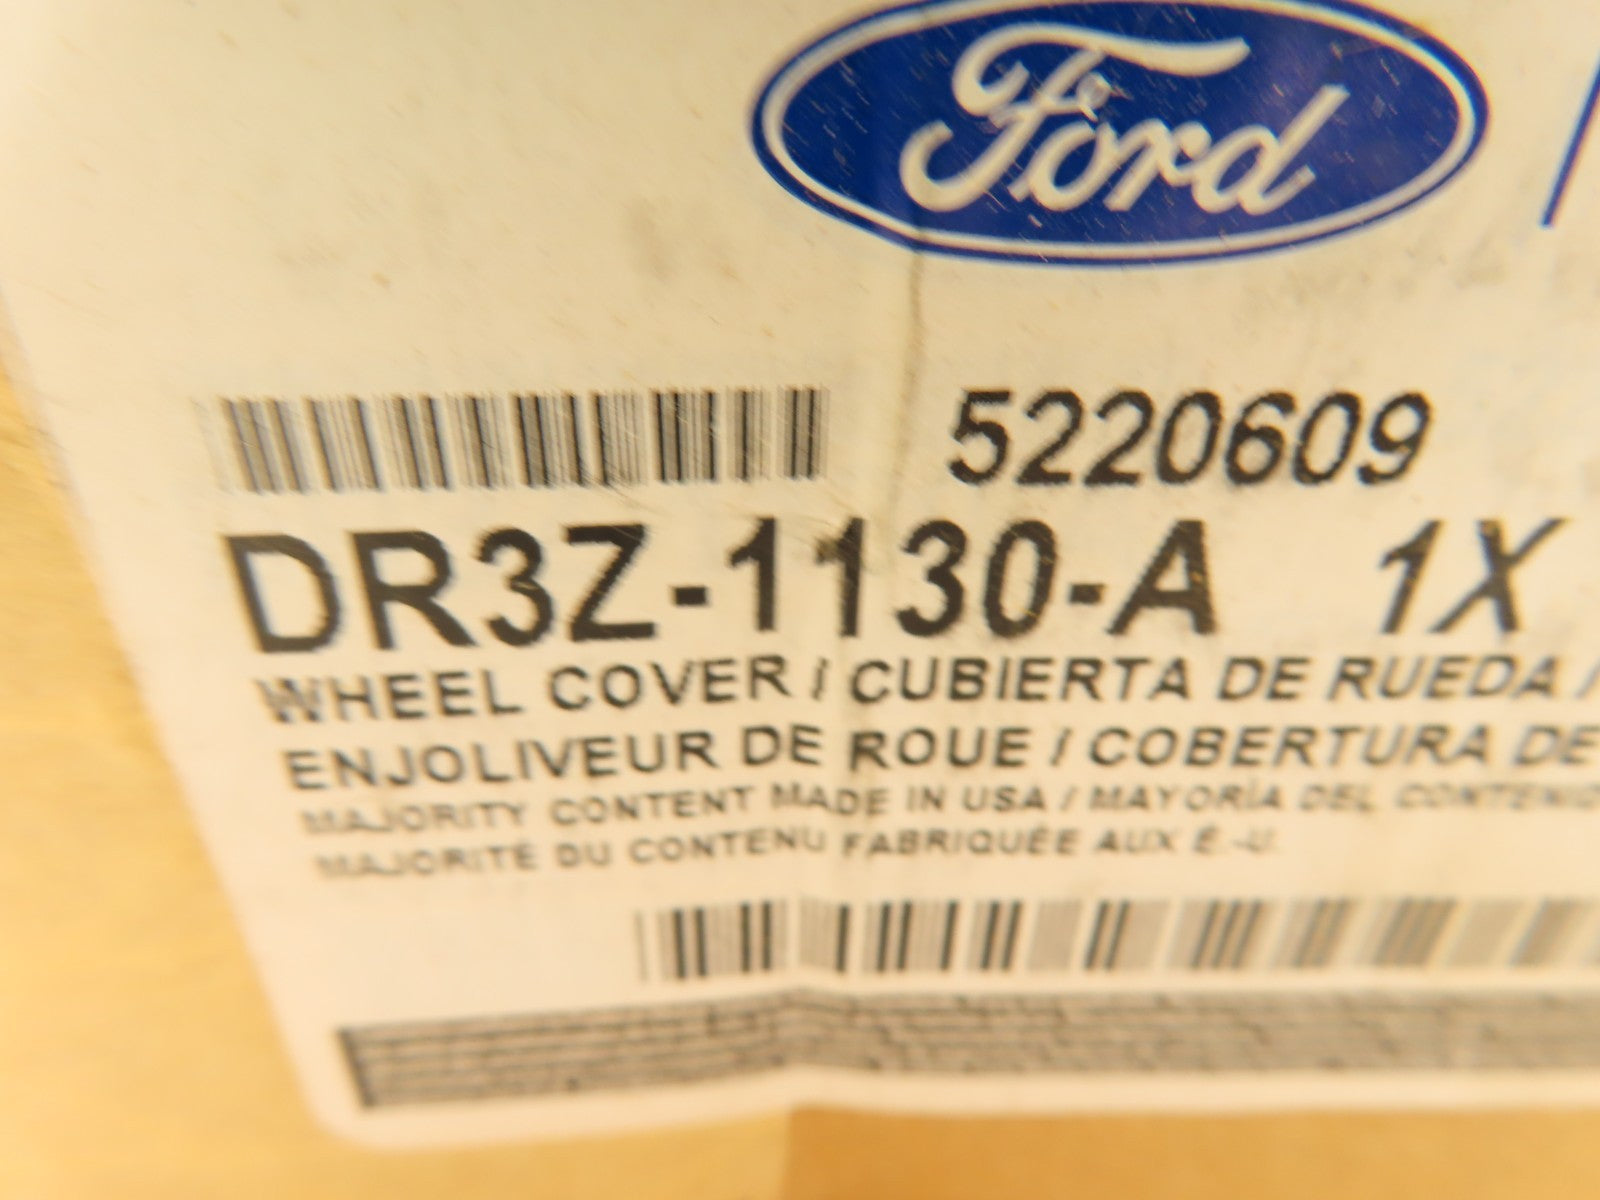 Ford
5220609
DR3Z-1130-A 1X
WHEEL COVER / CUBIERTA DE RUEDA /
ENJOLIVEUR DE ROUE / COBERTURA DE
MAJORITY CONTENT MADE IN USA / MAYORÍA DEL CONTENID
MAJORITÉ DU CONTENU FABRIQUÉE AUX É.-U.